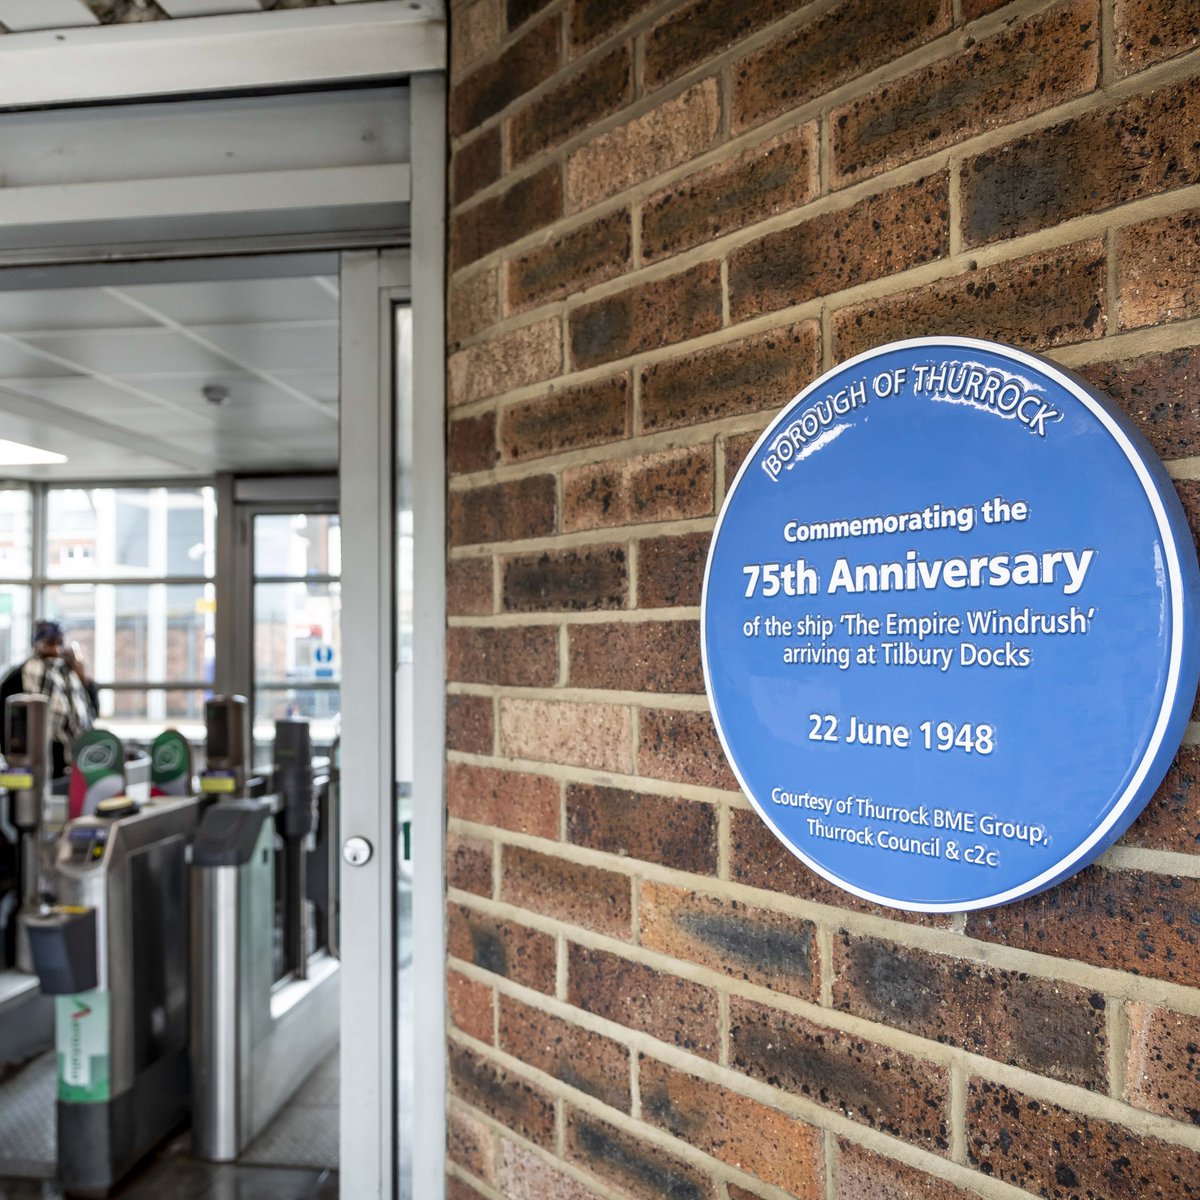 BOROUGH OF THURROCK
Commemorating the
75th Anniversary
of the ship ‘The Empire Windrush’
arriving at Tilbury Docks
22 June 1948
Courtesy of Thurrock BME Group,
Thurrock Council & c2c